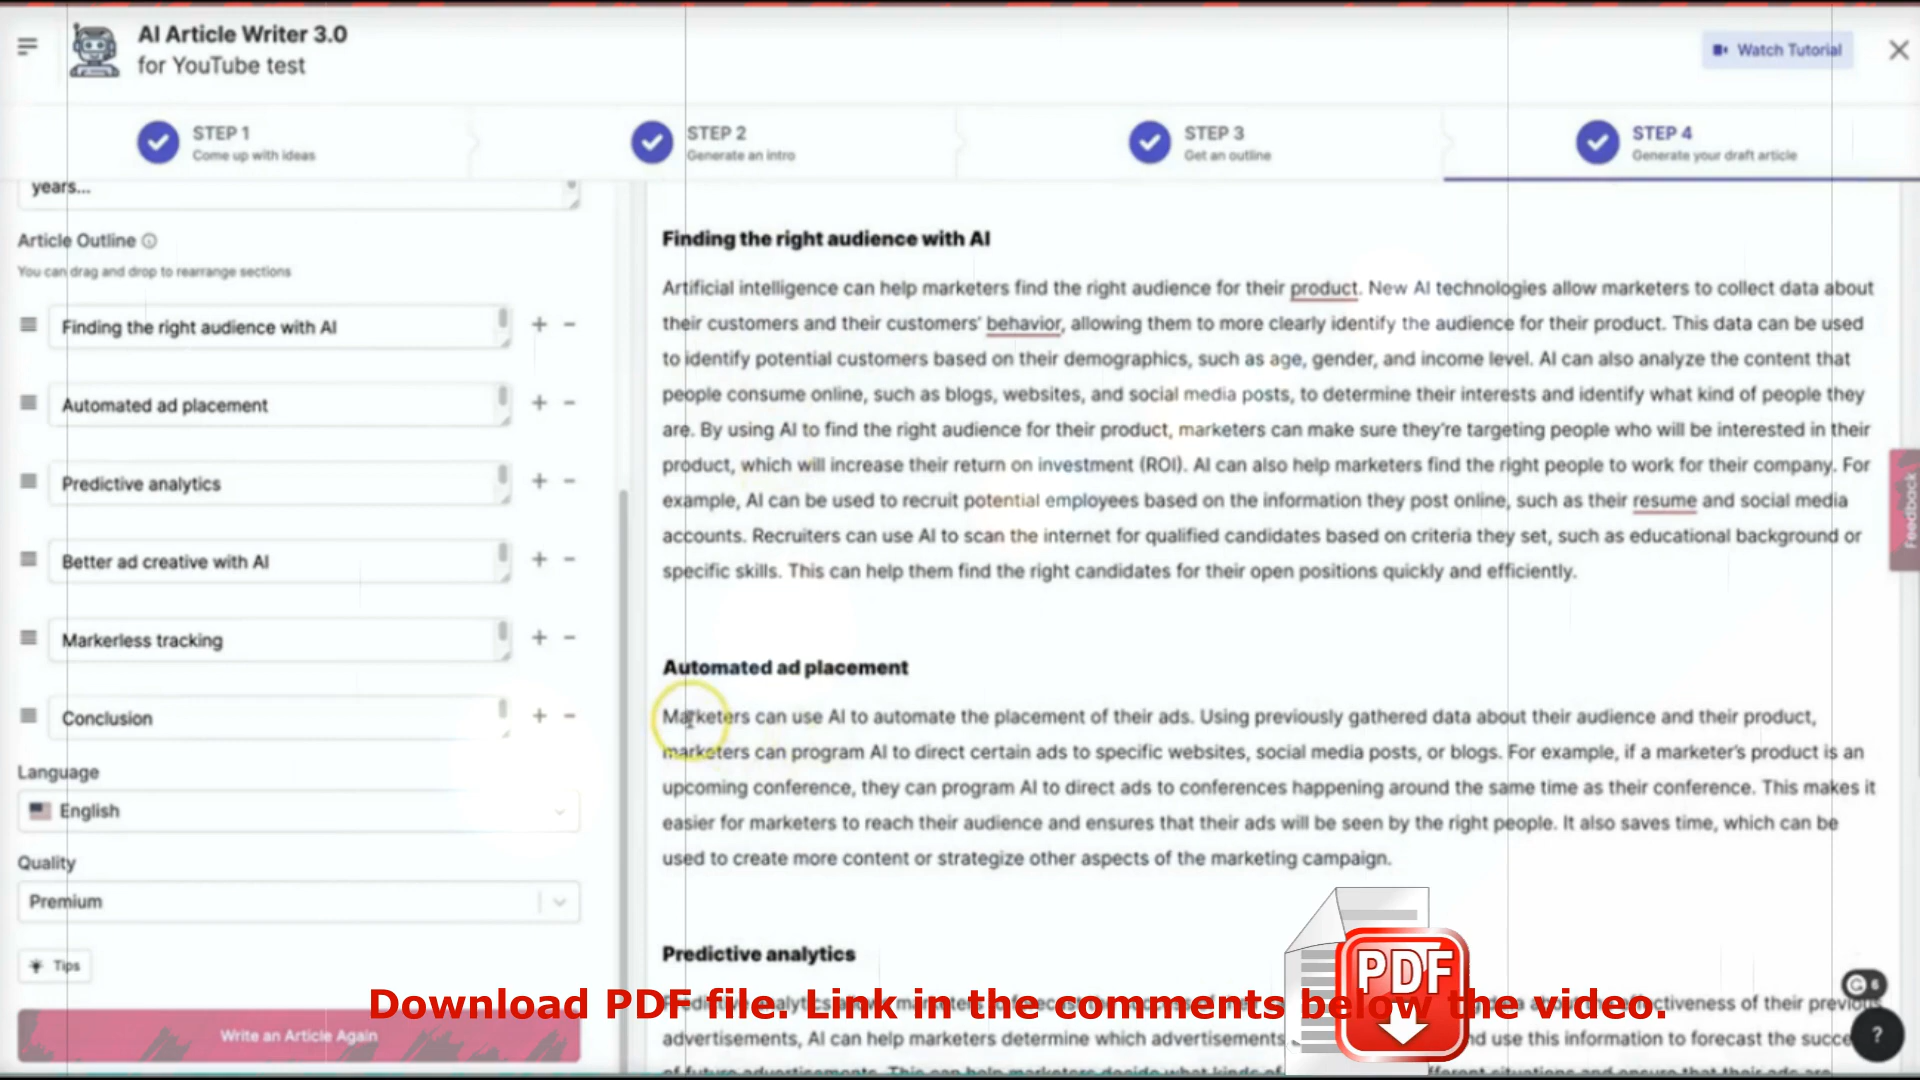 AI Article Writer 3.0
for YouTube test
Watch Tutorial
STEP 1
Come up with ideas
STEP 2
Generate an intro
STEP 3
Get an outline
STEP 4
Generate your draft article
years...
Article Outline
You can drag and drop to rearrange sections
Finding the right audience with AI
Automated ad placement
Predictive analytics
Better ad creative with AI
Markerless tracking
Conclusion
Language
English
Quality
Premium
Tips
Write an Article Again
Finding the right audience with AI
Artificial intelligence can help marketers find the right audience for their product. New AI technologies allow marketers to collect data about
their customers and their customers' behavior, allowing them to more clearly identify the audience for their product. This data can be used
to identify potential customers based on their demographics, such as age, gender, and income level. AI can also analyze the content that
people consume online, such as blogs, websites, and social media posts, to determine their interests and identify what kind of people they
are. By using AI to find the right audience for their product, marketers can make sure they're targeting people who will be interested in their
product, which will increase their return on investment (ROI). AI can also help marketers find the right people to work for their company. For
example, AI can be used to recruit potential employees based on the information they post online, such as their resume and social media
accounts. Recruiters can use AI to scan the internet for qualified candidates based on criteria they set, such as educational background or
specific skills. This can help them find the right candidates for their open positions quickly and efficiently.
Automated ad placement
Marketers can use AI to automate the placement of their ads. Using previously gathered data about their audience and their product,
marketers can program AI to direct certain ads to specific websites, social media posts, or blogs. For example, if a marketer's product is an
upcoming conference, they can program AI to direct ads to conferences happening around the same time as their conference. This makes it
easier for marketers to reach their audience and ensures that their ads will be seen by the right people. It also saves time, which can be
used to create more content or strategize other aspects of the marketing campaign.
Predictive analytics
effectiveness of their previous
advertisements, AI can help marketers determine which advertisements
use this information to forecast the
Feedback
6
?
PDF
Download PDF file. Link in the comments below the video.